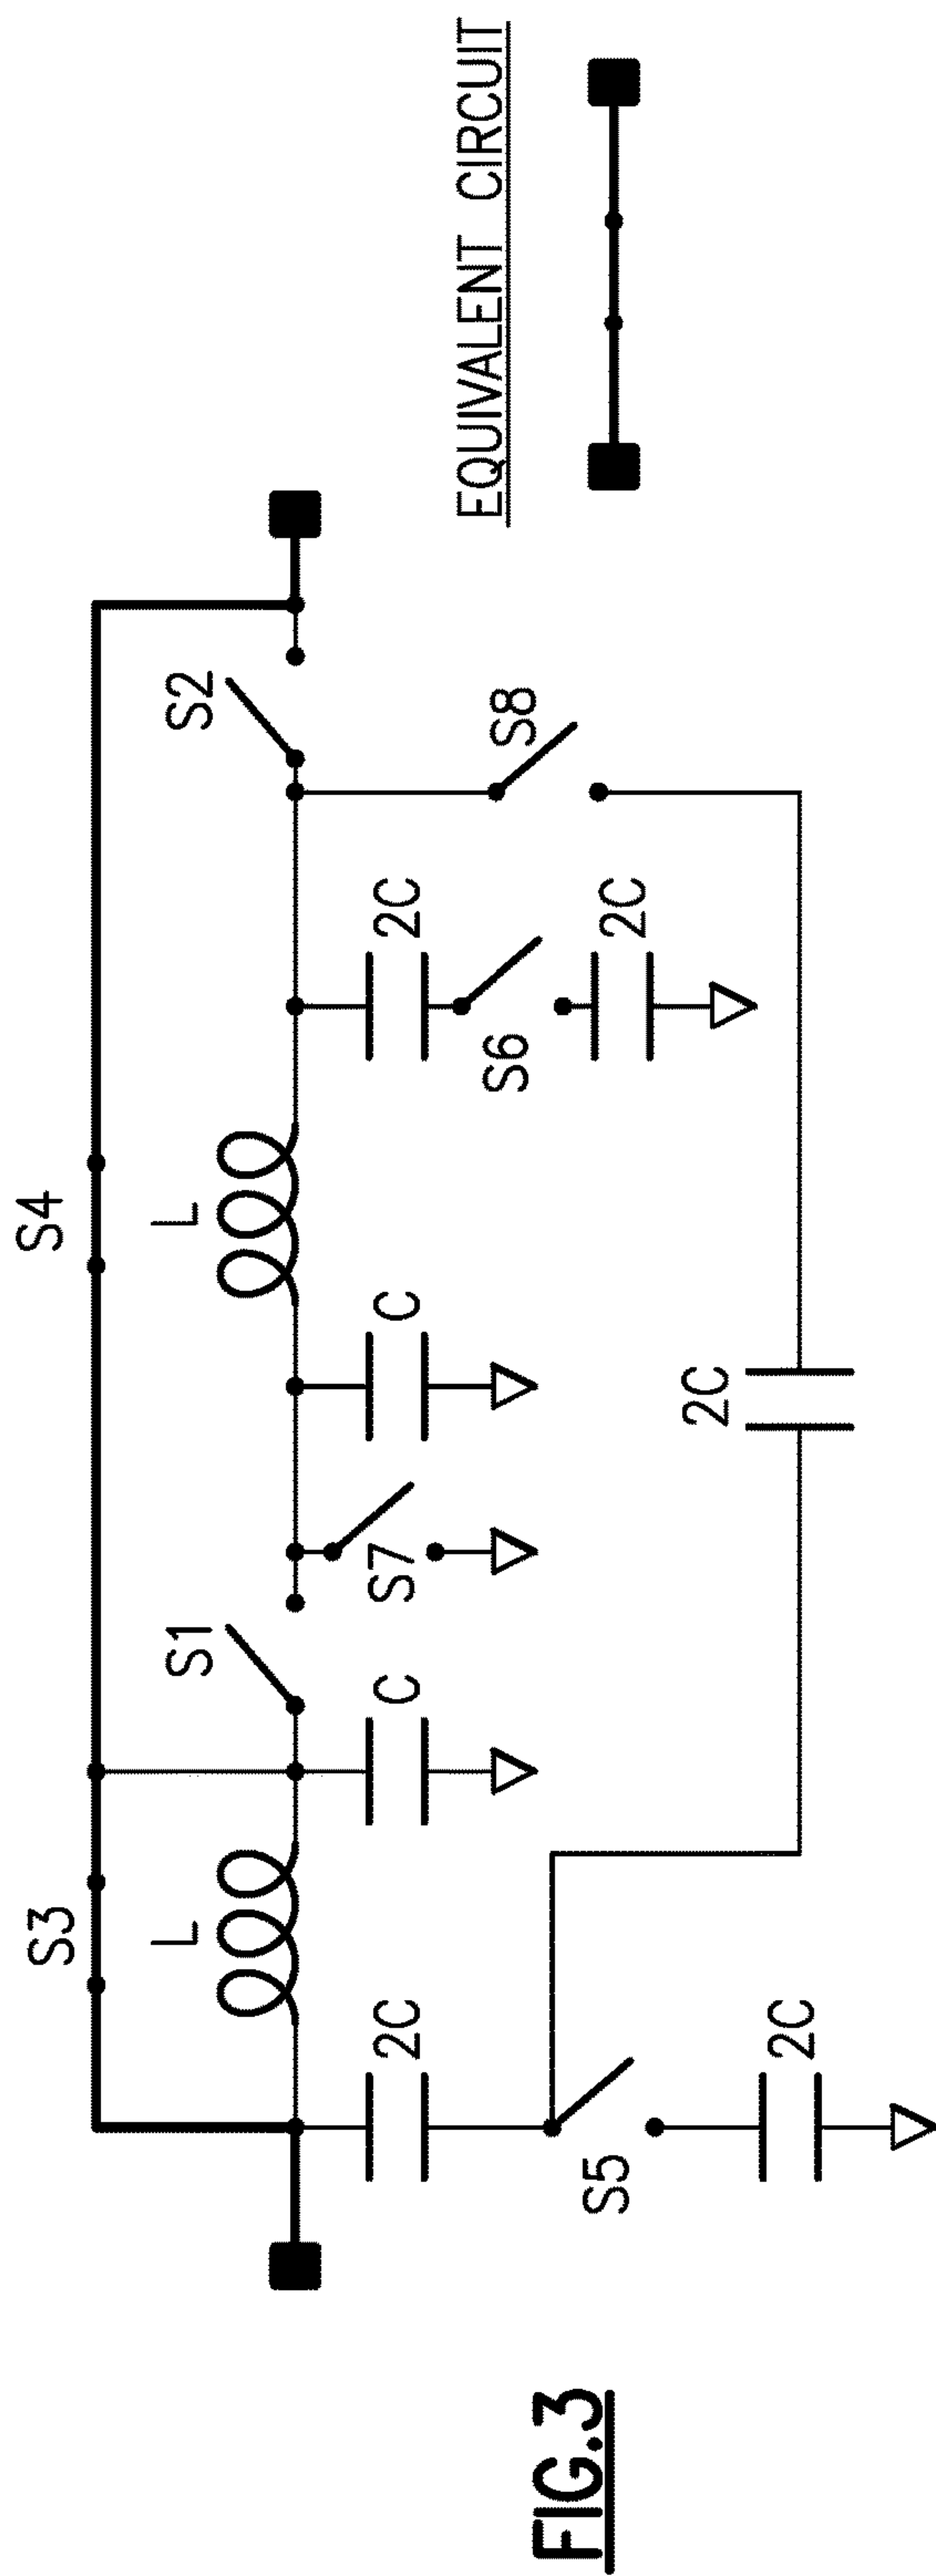 S3
S4
L
S1
L
S2
C
S7
C
2C
S6
2C
S8
2C
S5
2C
2C
EQUIVALENT CIRCUIT
FIG.3